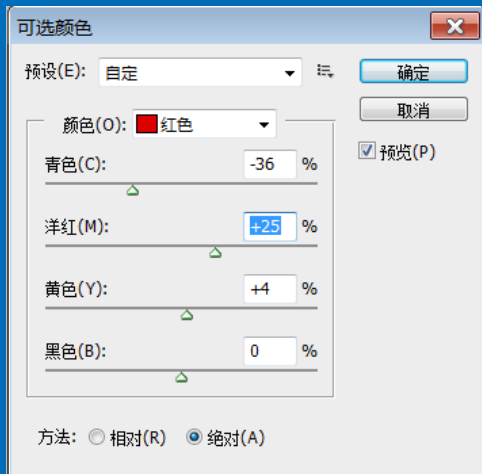 可选颜色
预设(E): 自定
确定
取消
预览(P)
颜色(O): 红色
青色(C): -36 %
洋红(M): +25 %
黄色(Y): +4 %
黑色(B): 0 %
方法: 相对(R) 绝对(A)